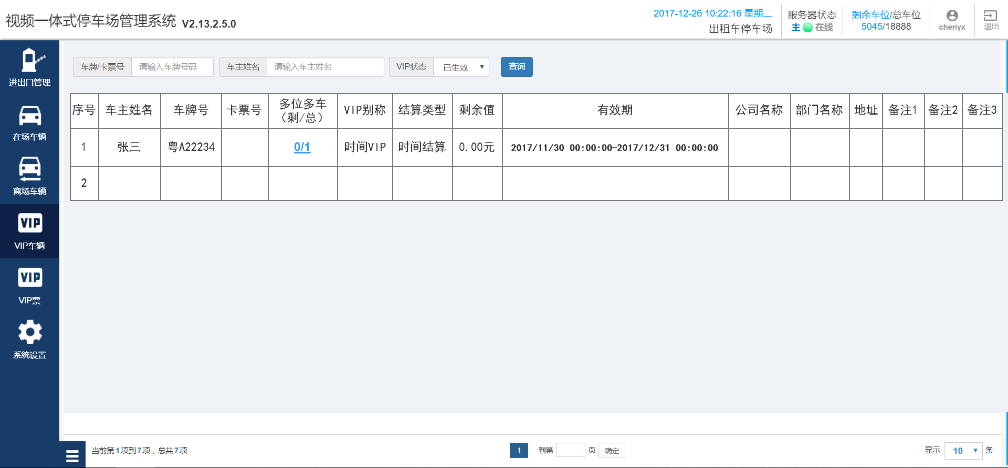 视频一体式停车场管理系统 V2.13.2.5.0
2017-12-26 10:22:16 星期二
出租车停车场
服务器状态
主 在线
剩余车位/总车位
5045/18888
chenyx
退出
进出门管理
在场车辆
离场车辆
VIP
VIP车辆
VIP
VIP票
系统设置
车牌/卡票号 请输入车牌号码 车主姓名 请输入车主姓名 VIP状态 已生效 查询
序号 车主姓名 车牌号 卡票号 多位多车（剩/总） VIP别称 结算类型 剩余值 有效期 公司名称 部门名称 地址 备注1 备注2 备注3
1 张三 粤A22234 0/1 时间VIP 时间结算 0.00元 2017/11/30 00:00:00-2017/12/31 00:00:00
2
当前第1项到7项，总共7项 1 到第 页 确定 显示 10 条